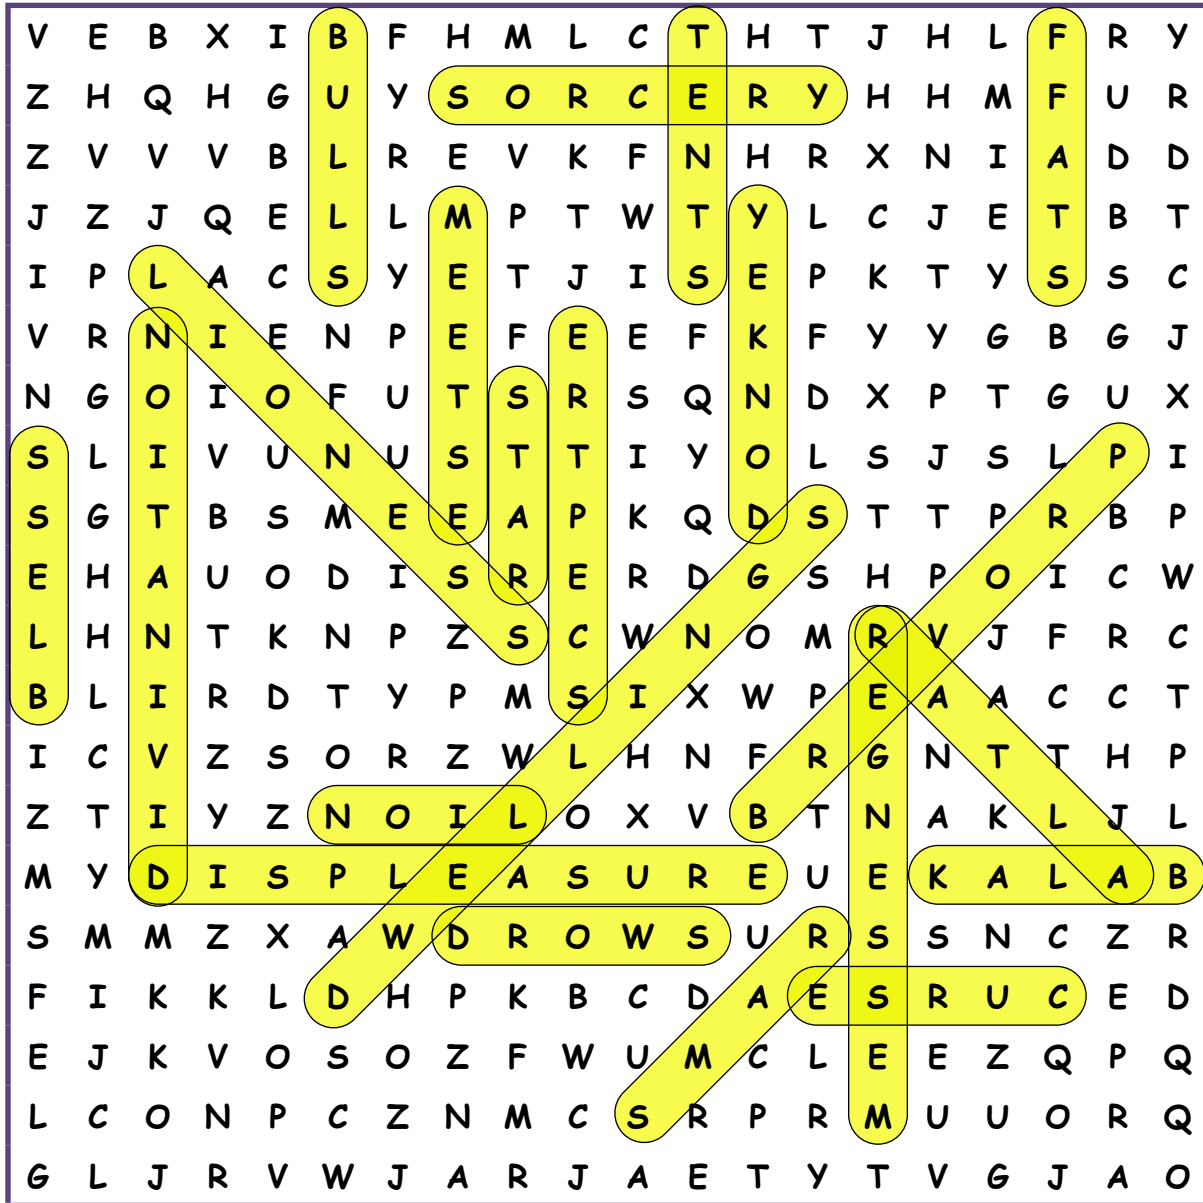 V E B X I B F H M L C T H T J H L F R Y
Z H Q H G U Y S O R C E R Y H H M F U R
Z V V V B L R E V K F N H R X N I A D D
J Z J Q E L L M P T W T Y L C J E T B T
I P L A C S Y E T J I S E P K T Y S S C
V R N I E N P E F E E F K F Y Y G B G J
N G O I O F U T S R S Q N D X P T G U X
S L I V U N U S T T I Y O L S J S L P I
S G T B S M E E A P K Q D S T T P R B P
E H A U O D I S R E R D G S H P O I C W
L H N T K N P Z S C W N O M R V J F R C
B L I R D T Y P M S I X W P E A A C C T
I C V Z S O R Z W L H N F R G N T T H P
Z T I Y Z N O I L O X V B T N A K L J L
M Y D I S P L E A S U R E U E K A L A B
S M M Z X A W D R O W S U R S S N C Z R
F I K K L D H P K B C D A E S R U C E D
E J K V O S O Z F W U M C L E E Z Q P Q
L C O N P C Z N M C S R P R M U U O R Q
G L J R V W J A R J A E T Y T V G J A O